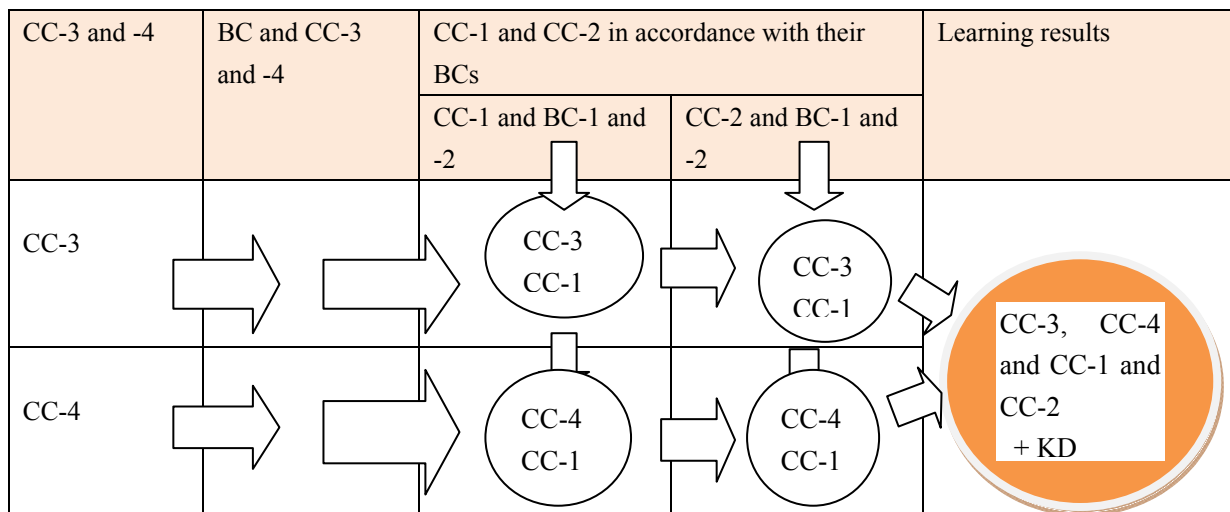 CC-3 and -4
BC and CC-3
and -4
CC-1 and CC-2 in accordance with their
BCs
Learning results
CC-1 and BC-1 and
-2
CC-2 and BC-1 and
-2
CC-3
CC-3
CC-1
CC-3
CC-1
CC-3, CC-4
and CC-1 and
CC-2
+ KD
CC-4
CC-4
CC-1
CC-4
CC-1